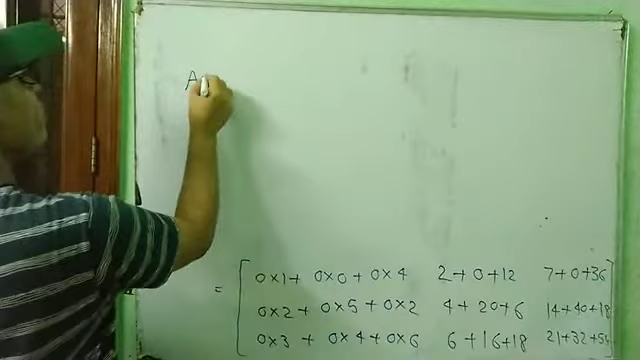 A
= [ 0×1+ 0×0+0×4 2+0+12 7+0+36 ]
0×2+ 0×5+0×2 4+20+6 14+40+18
0×3 + 0×4+0×6 6+16+18 21+32+54